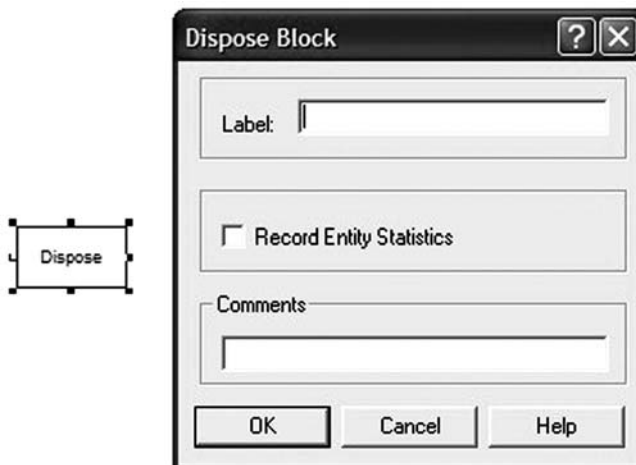 Dispose Block
Label:
Dispose
Record Entity Statistics
Comments
OK
Cancel
Help